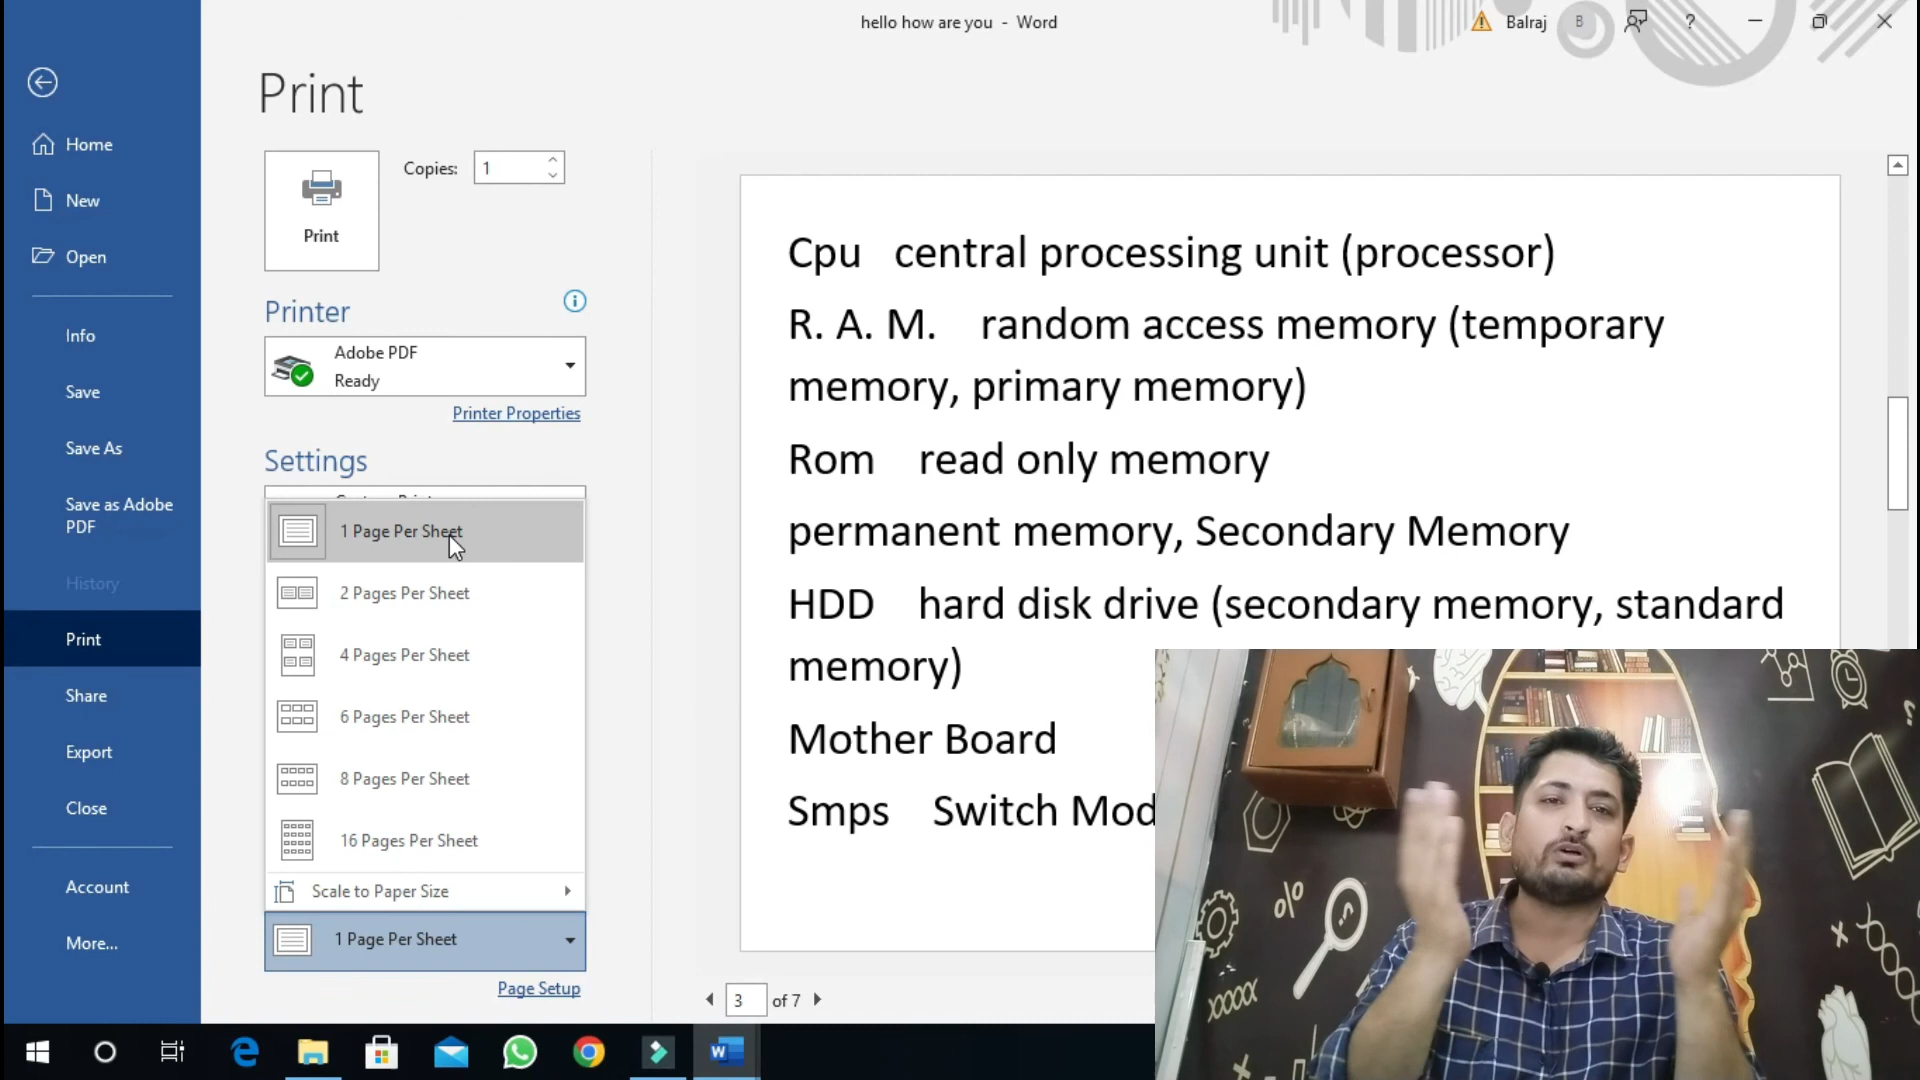 hello how are you - Word
Balraj
B
?
Print
Home
New
Open
Info
Save
Save As
Save as Adobe
PDF
History
Print
Share
Export
Close
Account
More...
Copies: 1
Print
Printer
Adobe PDF
Ready
Printer Properties
Settings
1 Page Per Sheet
2 Pages Per Sheet
4 Pages Per Sheet
6 Pages Per Sheet
8 Pages Per Sheet
16 Pages Per Sheet
Scale to Paper Size
1 Page Per Sheet
Page Setup
Cpu central processing unit (processor)
R. A. M. random access memory (temporary
memory, primary memory)
Rom read only memory
permanent memory, Secondary Memory
HDD hard disk drive (secondary memory, standard
memory)
Mother Board
Smps Switch Mod
3 of 7
%